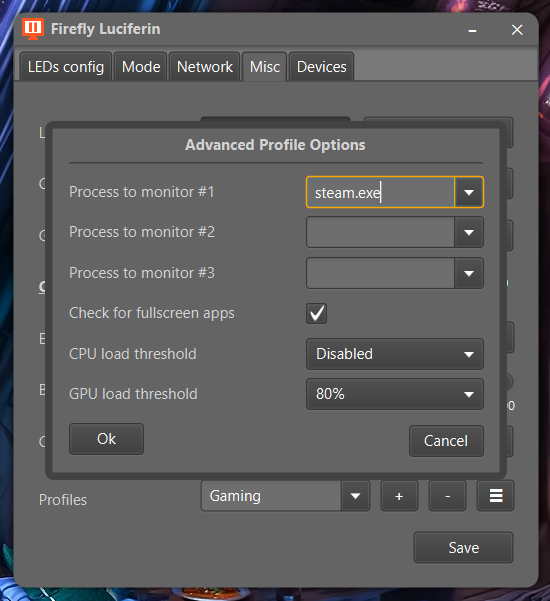 Firefly Luciferin
LEDs config Mode Network Misc Devices
Advanced Profile Options
Process to monitor #1 steam.exe
Process to monitor #2
Process to monitor #3
Check for fullscreen apps
CPU load threshold Disabled
GPU load threshold 80%
Ok Cancel
Profiles Gaming + -
Save